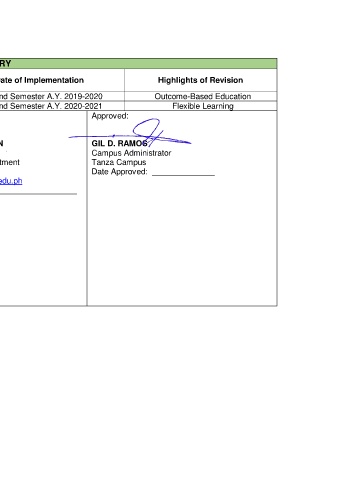 RY
ate of Implementation
Highlights of Revision
nd Semester A.Y. 2019-2020
Outcome-Based Education
nd Semester A.Y. 2020-2021
Flexible Learning
Approved:
N
GIL D. RAMOS
Campus Administrator
tment
Tanza Campus
Date Approved:
edu.ph